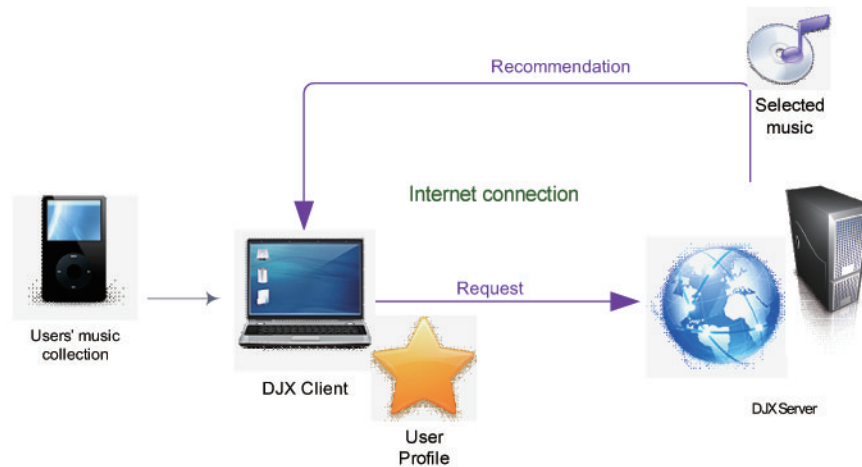 Recommendation
Selected
music
Internet connection
Request
Users' music
collection
DJX Client
User
Profile
DJX Server